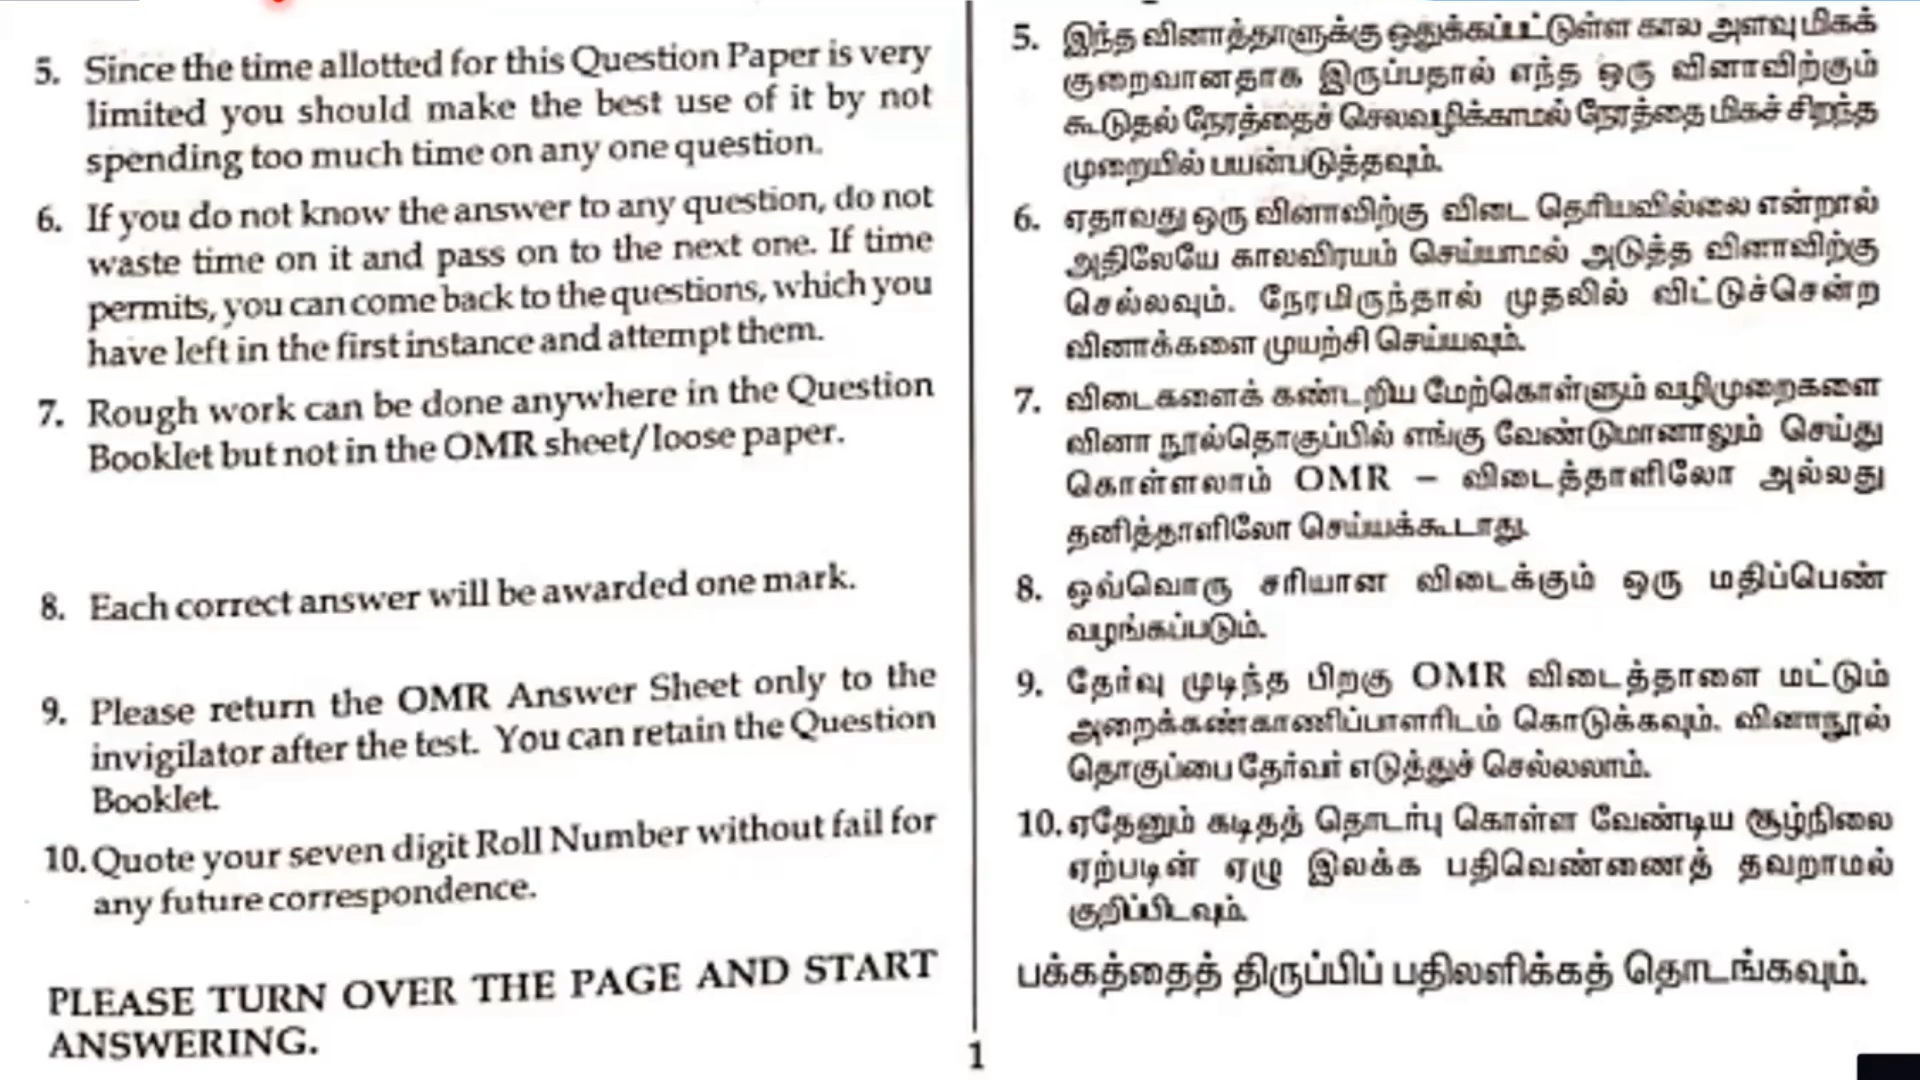 5. Since the time allotted for this Question Paper is very
limited you should make the best use of it by not
spending too much time on any one question.
6. If you do not know the answer to any question, do not
waste time on it and pass on to the next one. If time
permits, you can come back to the questions, which you
have left in the first instance and attempt them.
7. Rough work can be done anywhere in the Question
Booklet but not in the OMR sheet/loose paper.
8. Each correct answer will be awarded one mark.
9. Please return the OMR Answer Sheet only to the
invigilator after the test. You can retain the Question
Booklet.
10. Quote your seven digit Roll Number without fail for
any future correspondence.
PLEASE TURN OVER THE PAGE AND START
ANSWERING.
5. இந்த வினாத்தாளுக்கு ஒதுக்கப்பட்டுள்ள கால அளவு மிகக்
குறைவானதாக இருப்பதால் எந்த ஒரு வினாவிற்கும்
கூடுதல் நேரத்தைச் செலவழிக்காமல் நேரத்தை மிகச் சிறந்த
முறையில் பயன்படுத்தவும்.
6. ஏதாவது ஒரு வினாவிற்கு விடை தெரியவில்லை என்றால்
அதிலேயே காலவிரயம் செய்யாமல் அடுத்த வினாவிற்கு
செல்லவும். நேரமிருந்தால் முதலில் விட்டுச்சென்ற
வினாக்களை முயற்சி செய்யவும்.
7. விடைகளைக் கண்டறிய மேற்கொள்ளும் வழிமுறைகளை
வினா நூல்தொகுப்பில் எங்கு வேண்டுமானாலும் செய்து
கொள்ளலாம் OMR – விடைத்தாளிலோ அல்லது
தனித்தாளிலோ செய்யக்கூடாது.
8. ஒவ்வொரு சரியான விடைக்கும் ஒரு மதிப்பெண்
வழங்கப்படும்.
9. தேர்வு முடிந்த பிறகு OMR விடைத்தாளை மட்டும்
அறைக்கண்காணிப்பாளரிடம் கொடுக்கவும். வினாநூல்
தொகுப்பை தேர்வர் எடுத்துச் செல்லலாம்.
10. ஏதேனும் கடிதத் தொடர்பு கொள்ள வேண்டிய சூழ்நிலை
ஏற்படின் ஏழு இலக்க பதிவெண்ணைத் தவறாமல்
குறிப்பிடவும்.
பக்கத்தைத் திருப்பிப் பதிலளிக்கத் தொடங்கவும்.
1